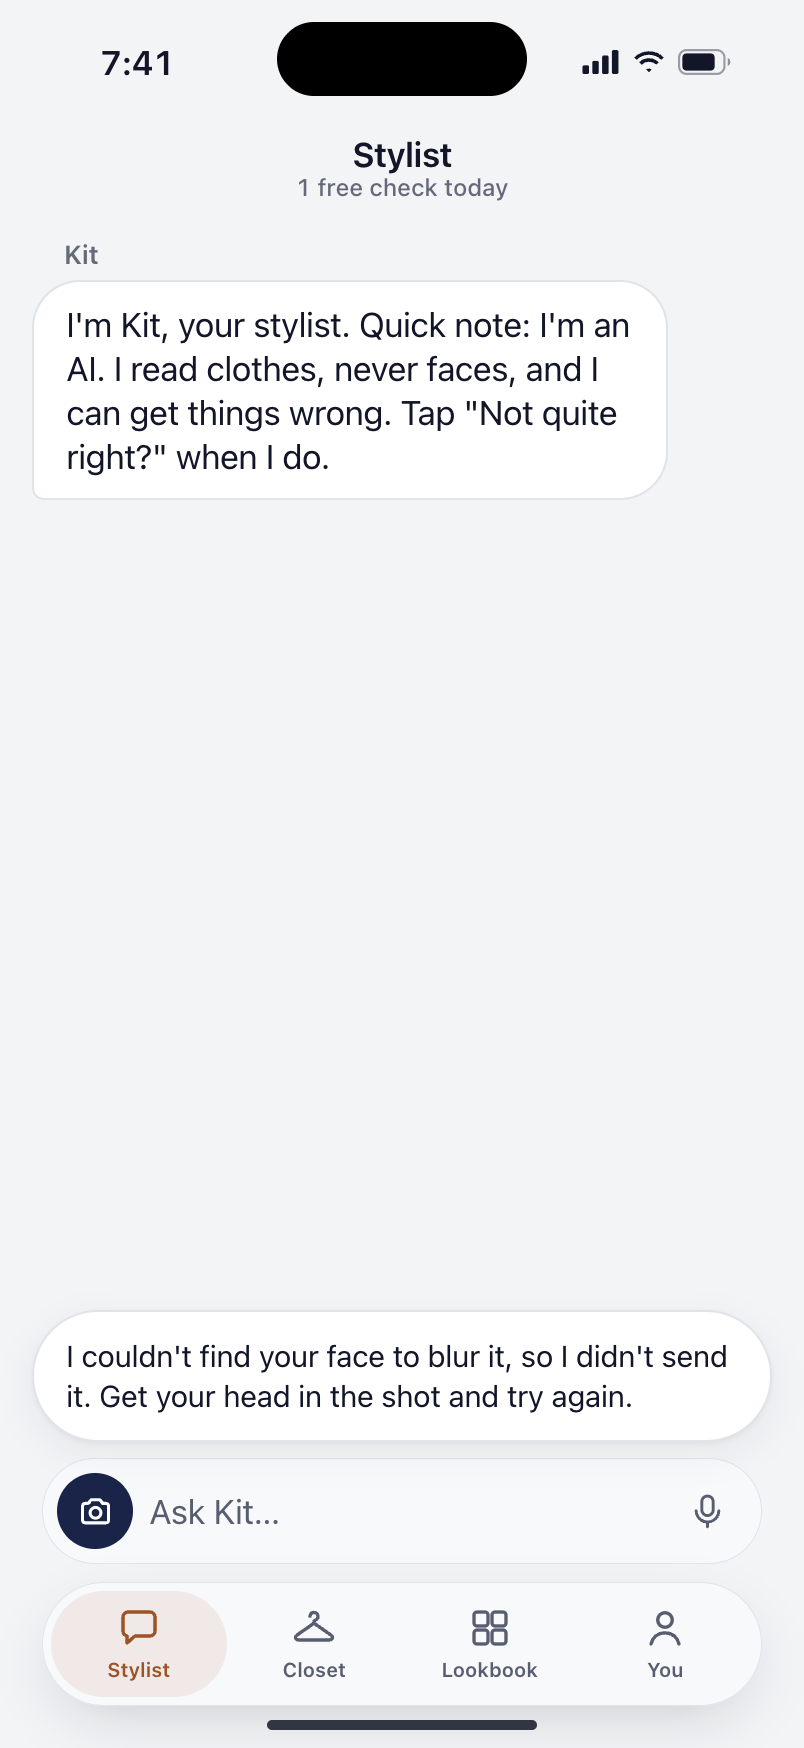 7:41
Stylist
1 free check today
Kit
I'm Kit, your stylist. Quick note: I'm an
AI. I read clothes, never faces, and I
can get things wrong. Tap "Not quite
right?" when I do.
I couldn't find your face to blur it, so I didn't send
it. Get your head in the shot and try again.
Ask Kit...
Stylist
Closet
Lookbook
You